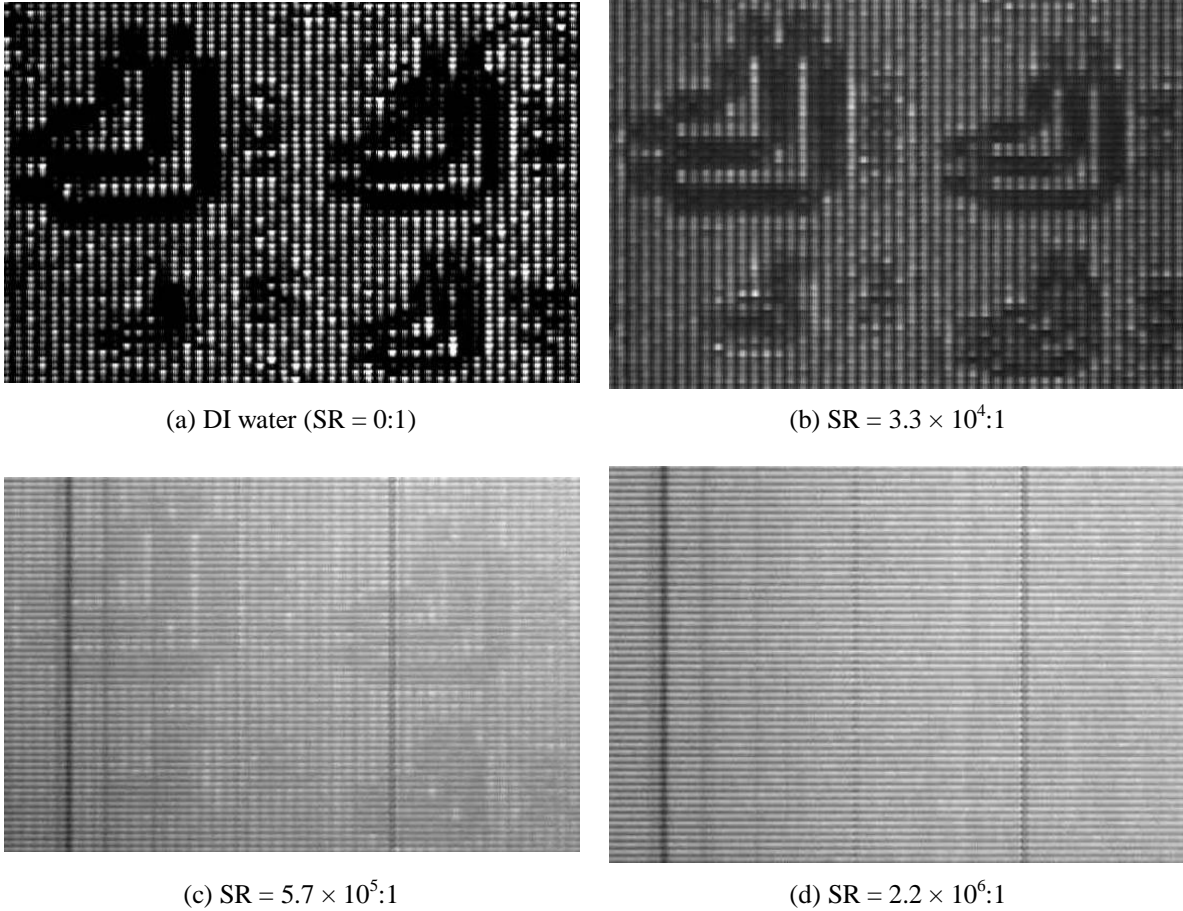 (a) DI water (SR = 0:1)
(b) SR = 3.3 × 10⁴:1
(c) SR = 5.7 × 10⁵:1
(d) SR = 2.2 × 10⁶:1